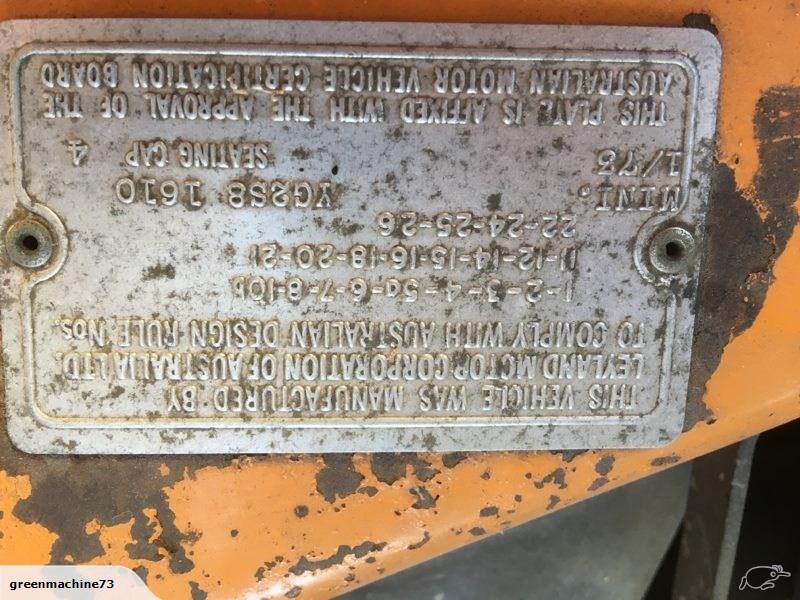 THIS VEHICLE WAS MANUFACTURED BY
LEYLAND MOTOR CORPORATION OF AUSTRALIA LTD.
TO COMPLY WITH AUSTRALIAN DESIGN RULE Nos.
1-2-3-4-5a-6-7-8-10b
11-12-14-15-16-18-20-21
22-24-25-26
MINI. YG2S8 1610
1/73 SEATING CAP 4
THIS PLATE IS AFFIXED WITH THE APPROVAL OF THE
AUSTRALIAN MOTOR VEHICLE CERTIFICATION BOARD
greenmachine73